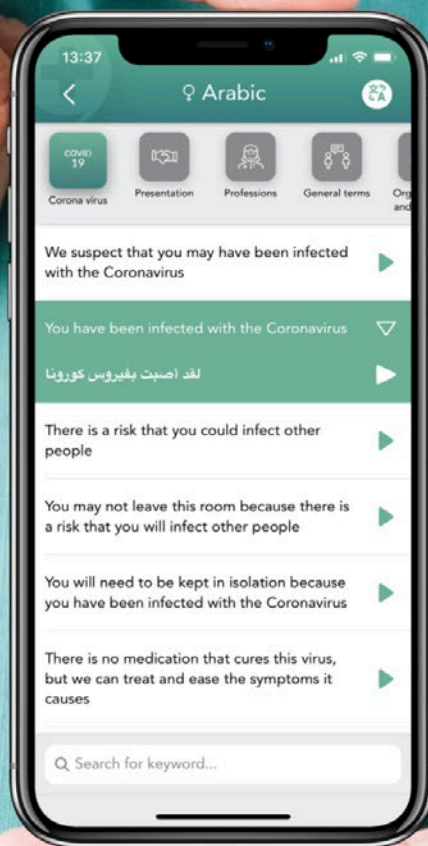 13:37
♀ Arabic
COVID
19
Corona virus
Presentation
Professions
General terms
Org
and
We suspect that you may have been infected
with the Coronavirus
You have been infected with the Coronavirus
لقد أصبت بفيروس كورونا
There is a risk that you could infect other
people
You may not leave this room because there is
a risk that you will infect other people
You will need to be kept in isolation because
you have been infected with the Coronavirus
There is no medication that cures this virus,
but we can treat and ease the symptoms it
causes
Search for keyword...